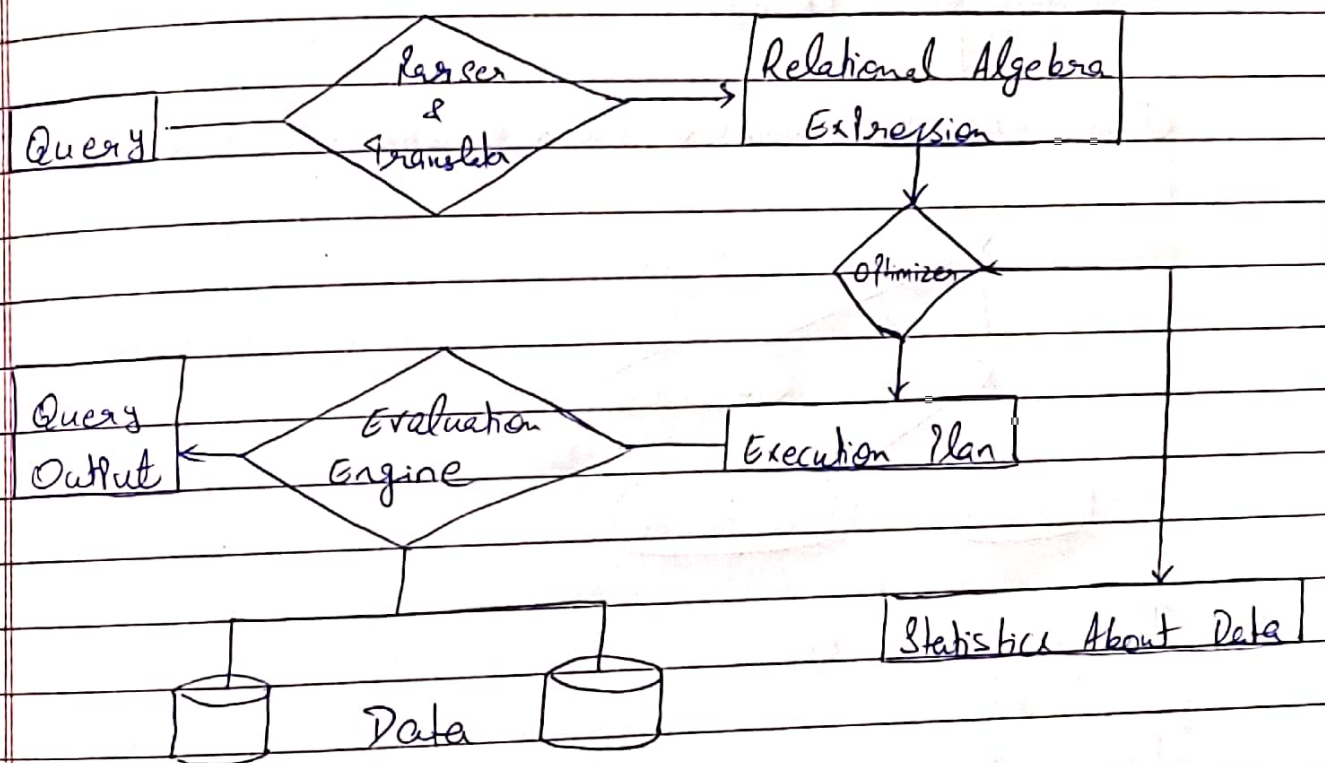 Query
Parser
&
Translator
Relational Algebra
Expression
Optimizer
Execution Plan
Evaluation
Engine
Query
Output
Statistics About Data
Data